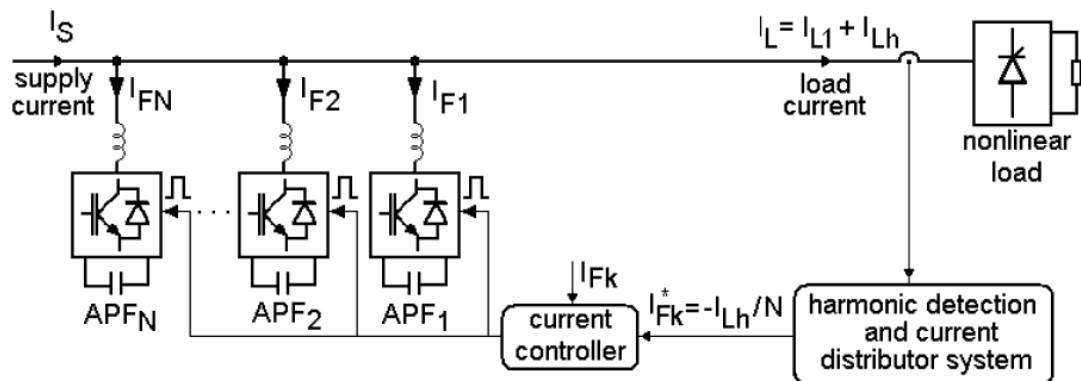 I_S
supply
current
I_FN
I_F2
I_F1
I_L = I_L1 + I_Lh
load
current
nonlinear
load
. . .
APF_N
APF_2
APF_1
I_Fk
current
controller
I*_Fk=-I_Lh/N
harmonic detection
and current
distributor system